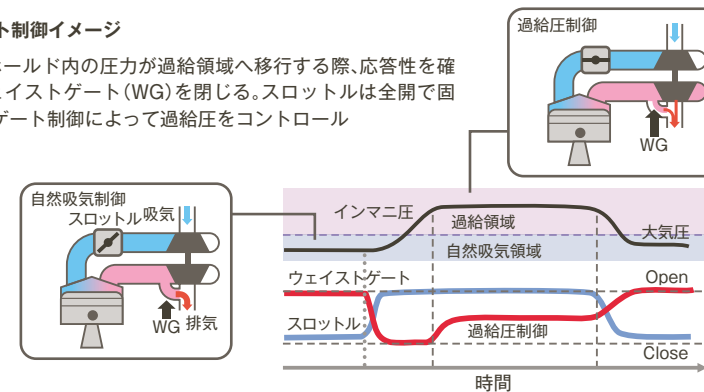 ト制御イメージ
ールド内の圧力が過給領域へ移行する際、応答性を確
ェイストゲート(WG)を閉じる。スロットルは全開で固
ゲート制御によって過給圧をコントロール
過給圧制御
WG
自然吸気制御
スロットル 吸気
WG 排気
インマニ圧
過給領域
大気圧
自然吸気領域
ウェイストゲート
Open
スロットル
過給圧制御
Close
時間